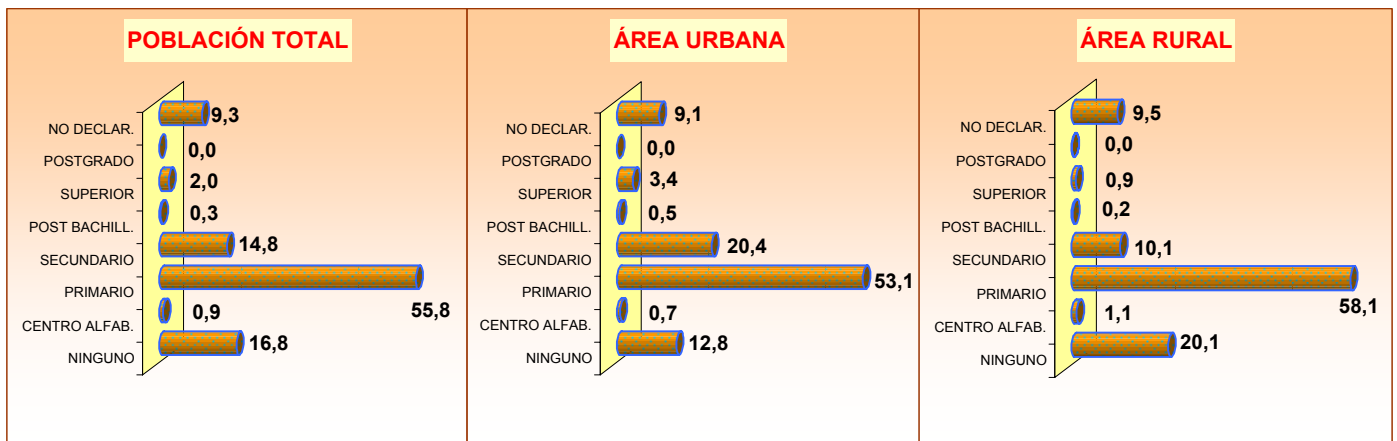 POBLACIÓN TOTAL
NO DECLAR. 9,3
POSTGRADO 0,0
SUPERIOR 2,0
POST BACHILL. 0,3
SECUNDARIO 14,8
PRIMARIO 55,8
CENTRO ALFAB. 0,9
NINGUNO 16,8
ÁREA URBANA
NO DECLAR. 9,1
POSTGRADO 0,0
SUPERIOR 3,4
POST BACHILL. 0,5
SECUNDARIO 20,4
PRIMARIO 53,1
CENTRO ALFAB. 0,7
NINGUNO 12,8
ÁREA RURAL
NO DECLAR. 9,5
POSTGRADO 0,0
SUPERIOR 0,9
POST BACHILL. 0,2
SECUNDARIO 10,1
PRIMARIO 58,1
CENTRO ALFAB. 1,1
NINGUNO 20,1